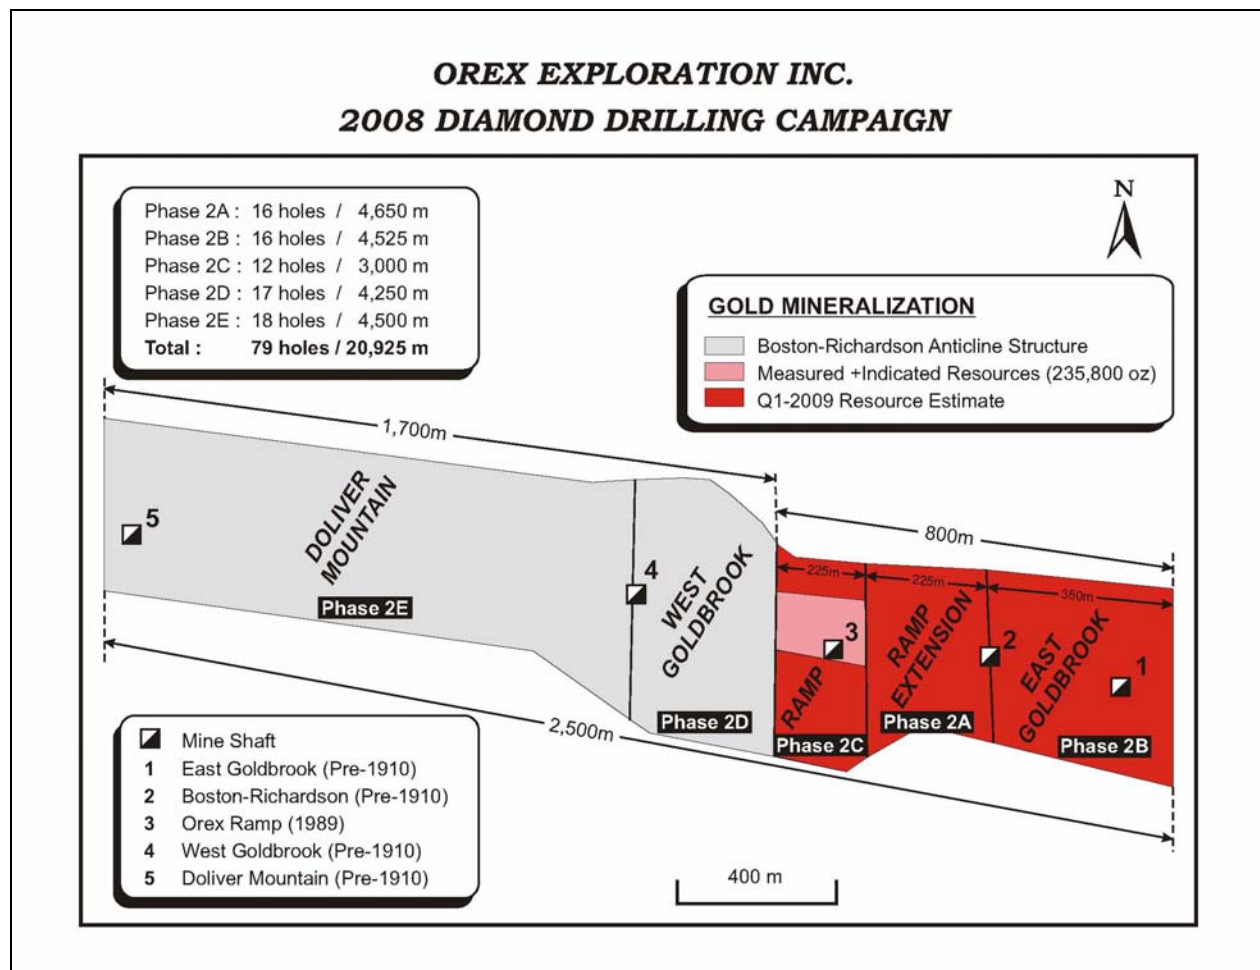 OREX EXPLORATION INC.
2008 DIAMOND DRILLING CAMPAIGN
Phase 2A : 16 holes / 4,650 m
Phase 2B : 16 holes / 4,525 m
Phase 2C : 12 holes / 3,000 m
Phase 2D : 17 holes / 4,250 m
Phase 2E : 18 holes / 4,500 m
Total : 79 holes / 20,925 m
N
GOLD MINERALIZATION
Boston-Richardson Anticline Structure
Measured +Indicated Resources (235,800 oz)
Q1-2009 Resource Estimate
1,700m
800m
225m
225m
350m
5
DOLIVER
MOUNTAIN
Phase 2E
4
WEST
GOLDBROOK
Phase 2D
3
RAMP
Phase 2C
RAMP
EXTENSION
Phase 2A
2
EAST
GOLDBROOK
1
Phase 2B
2,500m
Mine Shaft
1 East Goldbrook (Pre-1910)
2 Boston-Richardson (Pre-1910)
3 Orex Ramp (1989)
4 West Goldbrook (Pre-1910)
5 Doliver Mountain (Pre-1910)
400 m